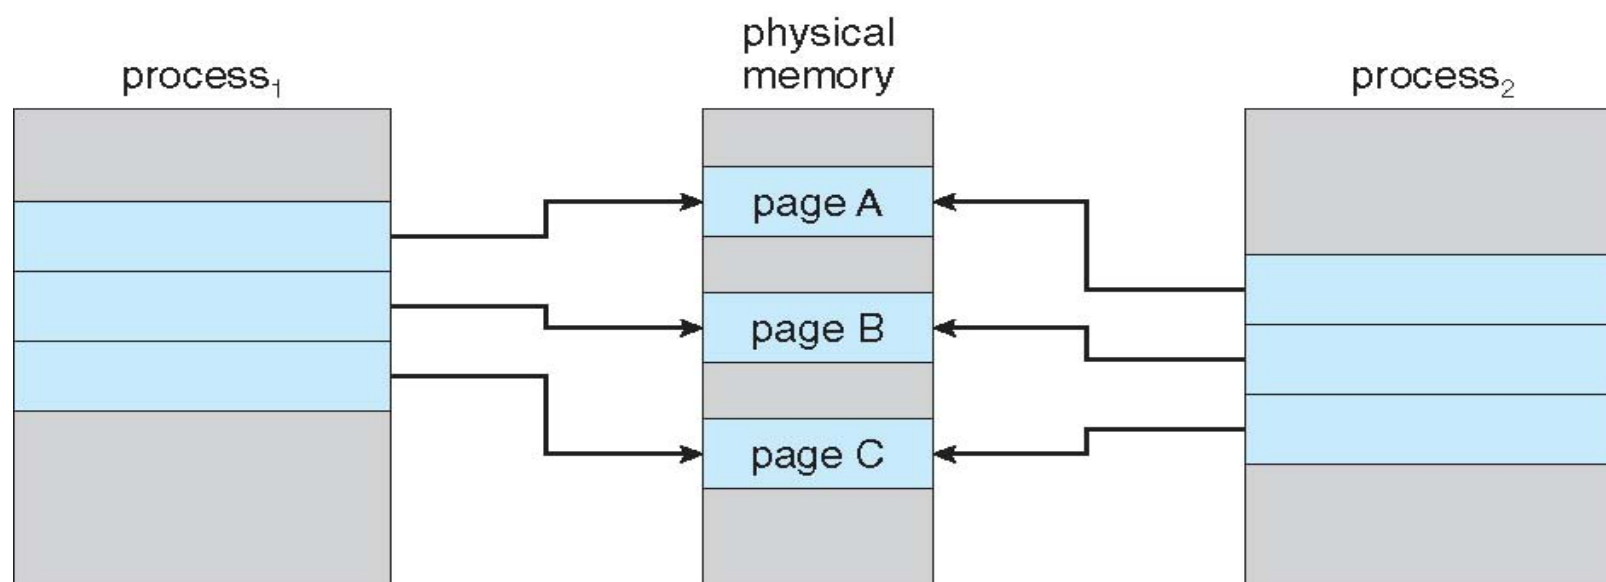 process₁
physical
memory
process₂
page A
page B
page C